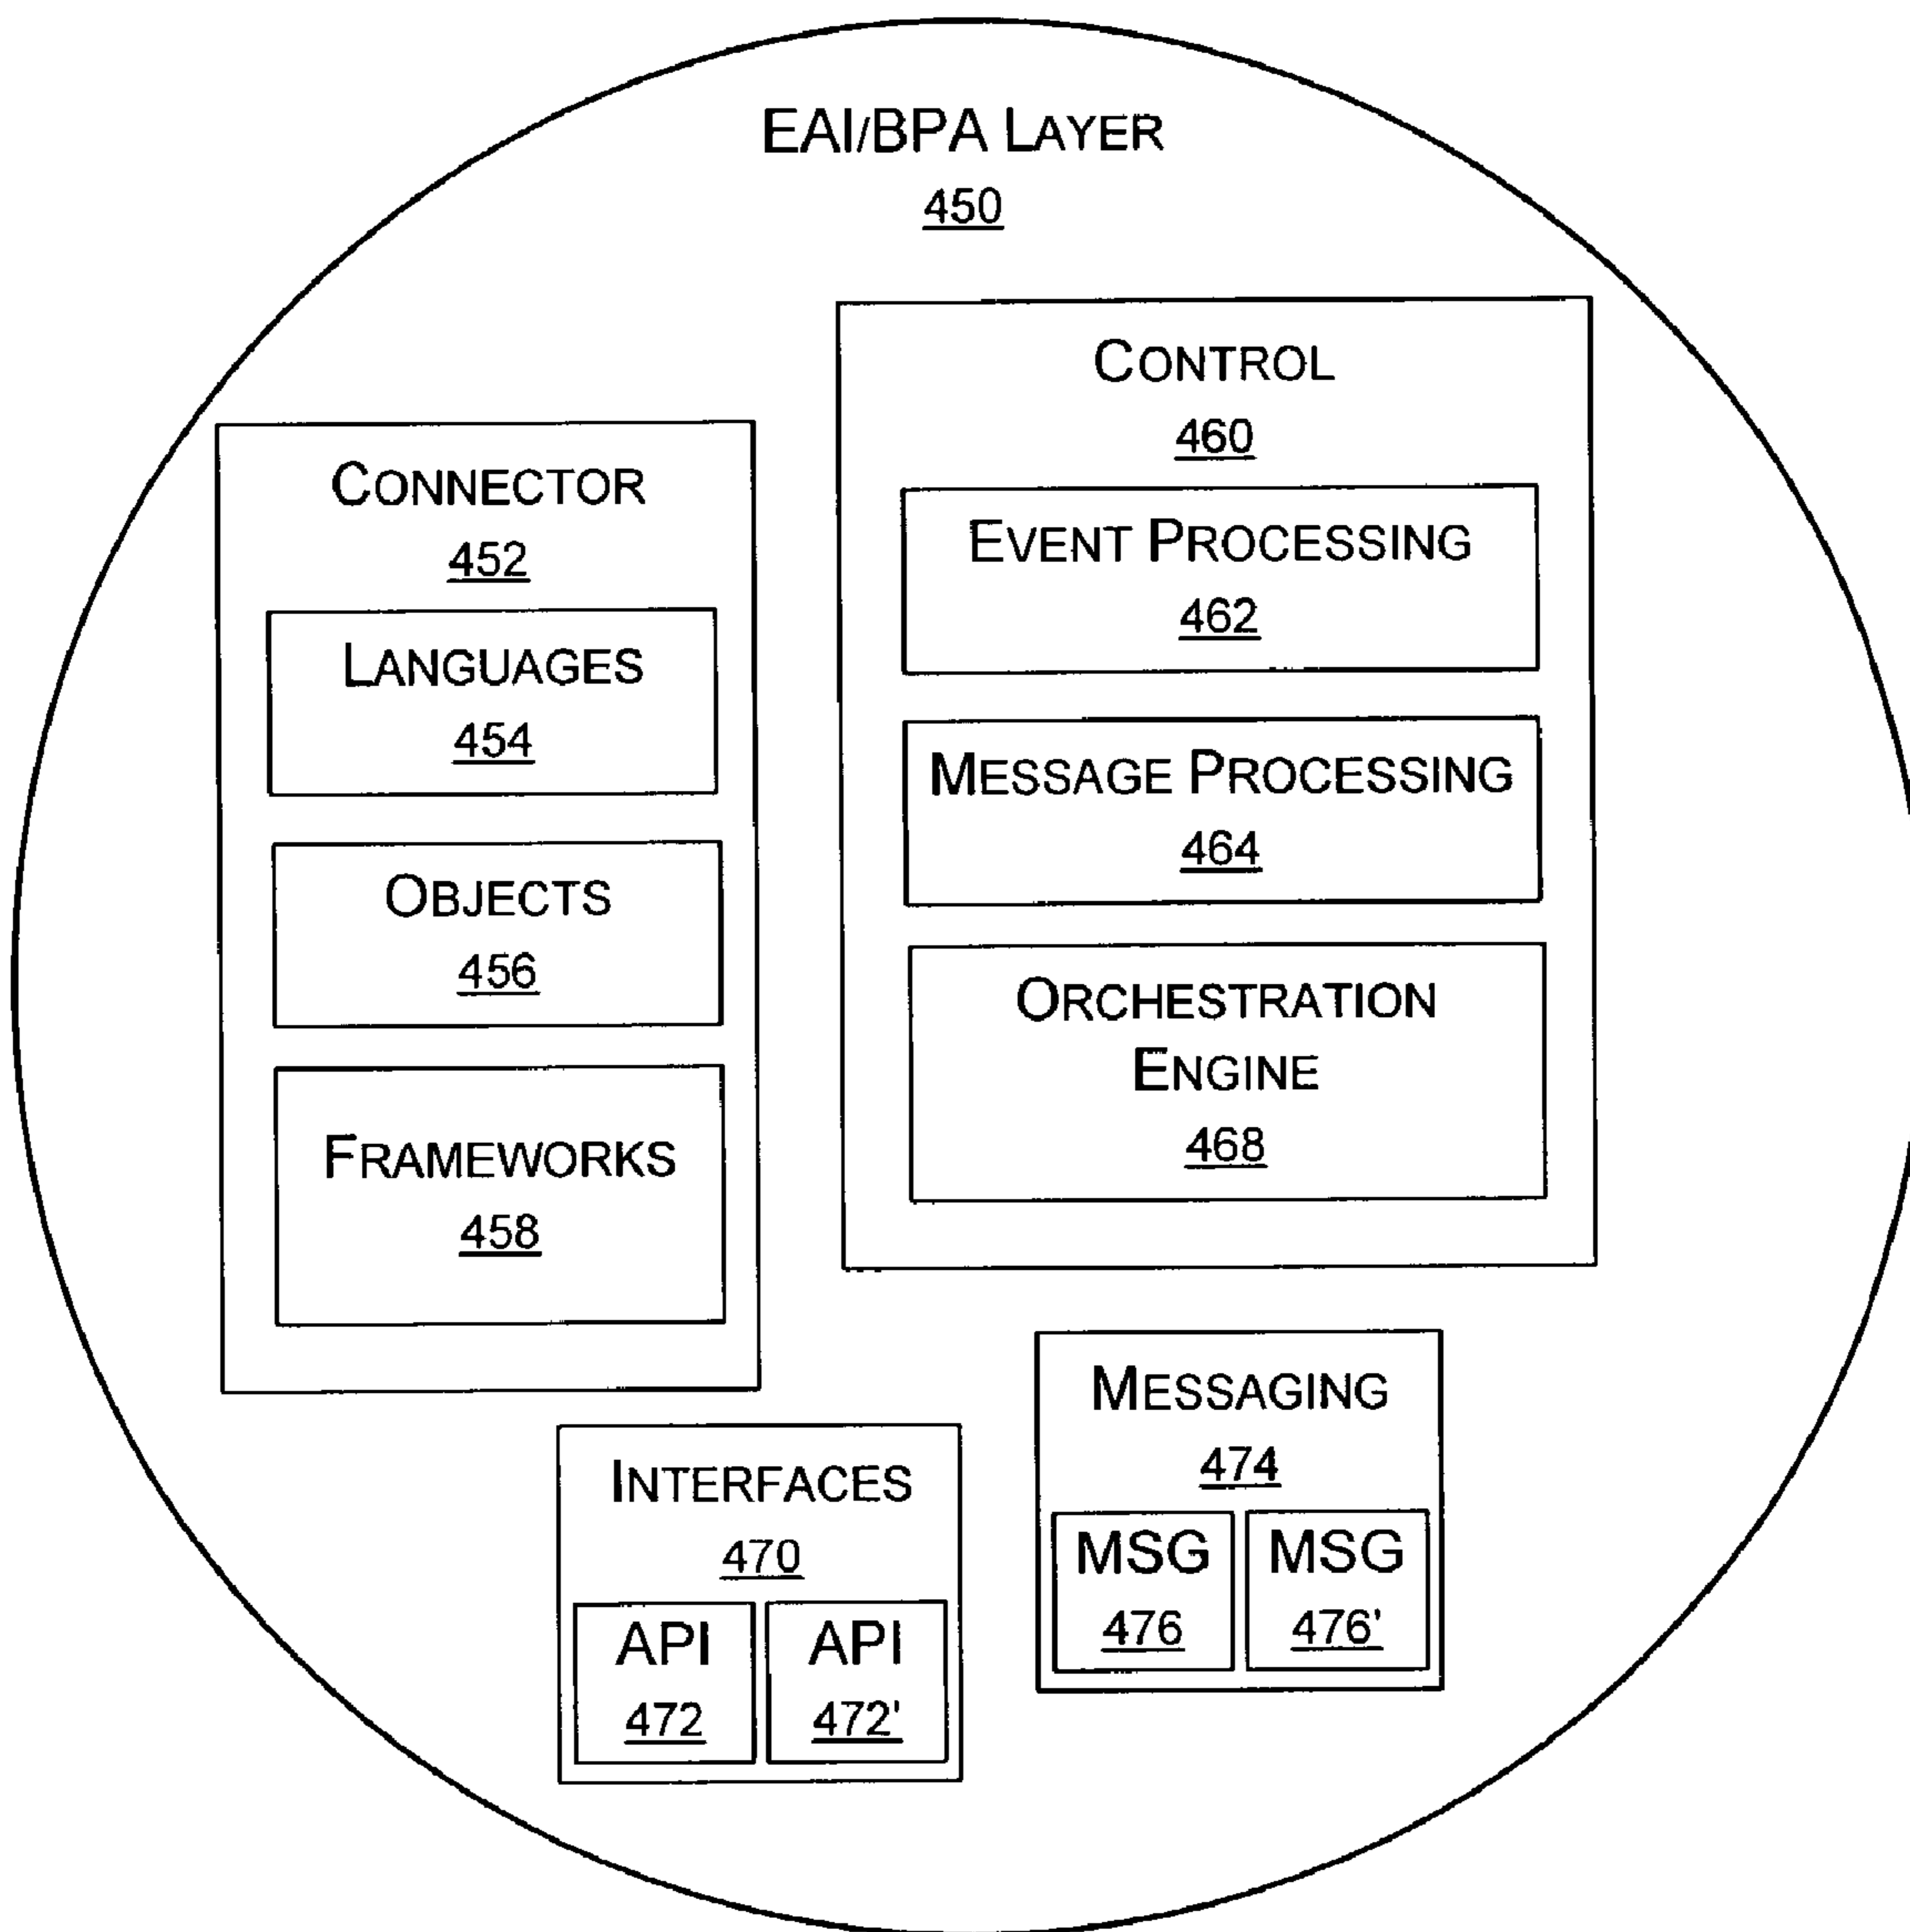 EAI/BPA LAYER
450
CONNECTOR
452
LANGUAGES
454
OBJECTS
456
FRAMEWORKS
458
CONTROL
460
EVENT PROCESSING
462
MESSAGE PROCESSING
464
ORCHESTRATION
ENGINE
468
INTERFACES
470
API
472
API
472'
MESSAGING
474
MSG
476
MSG
476'